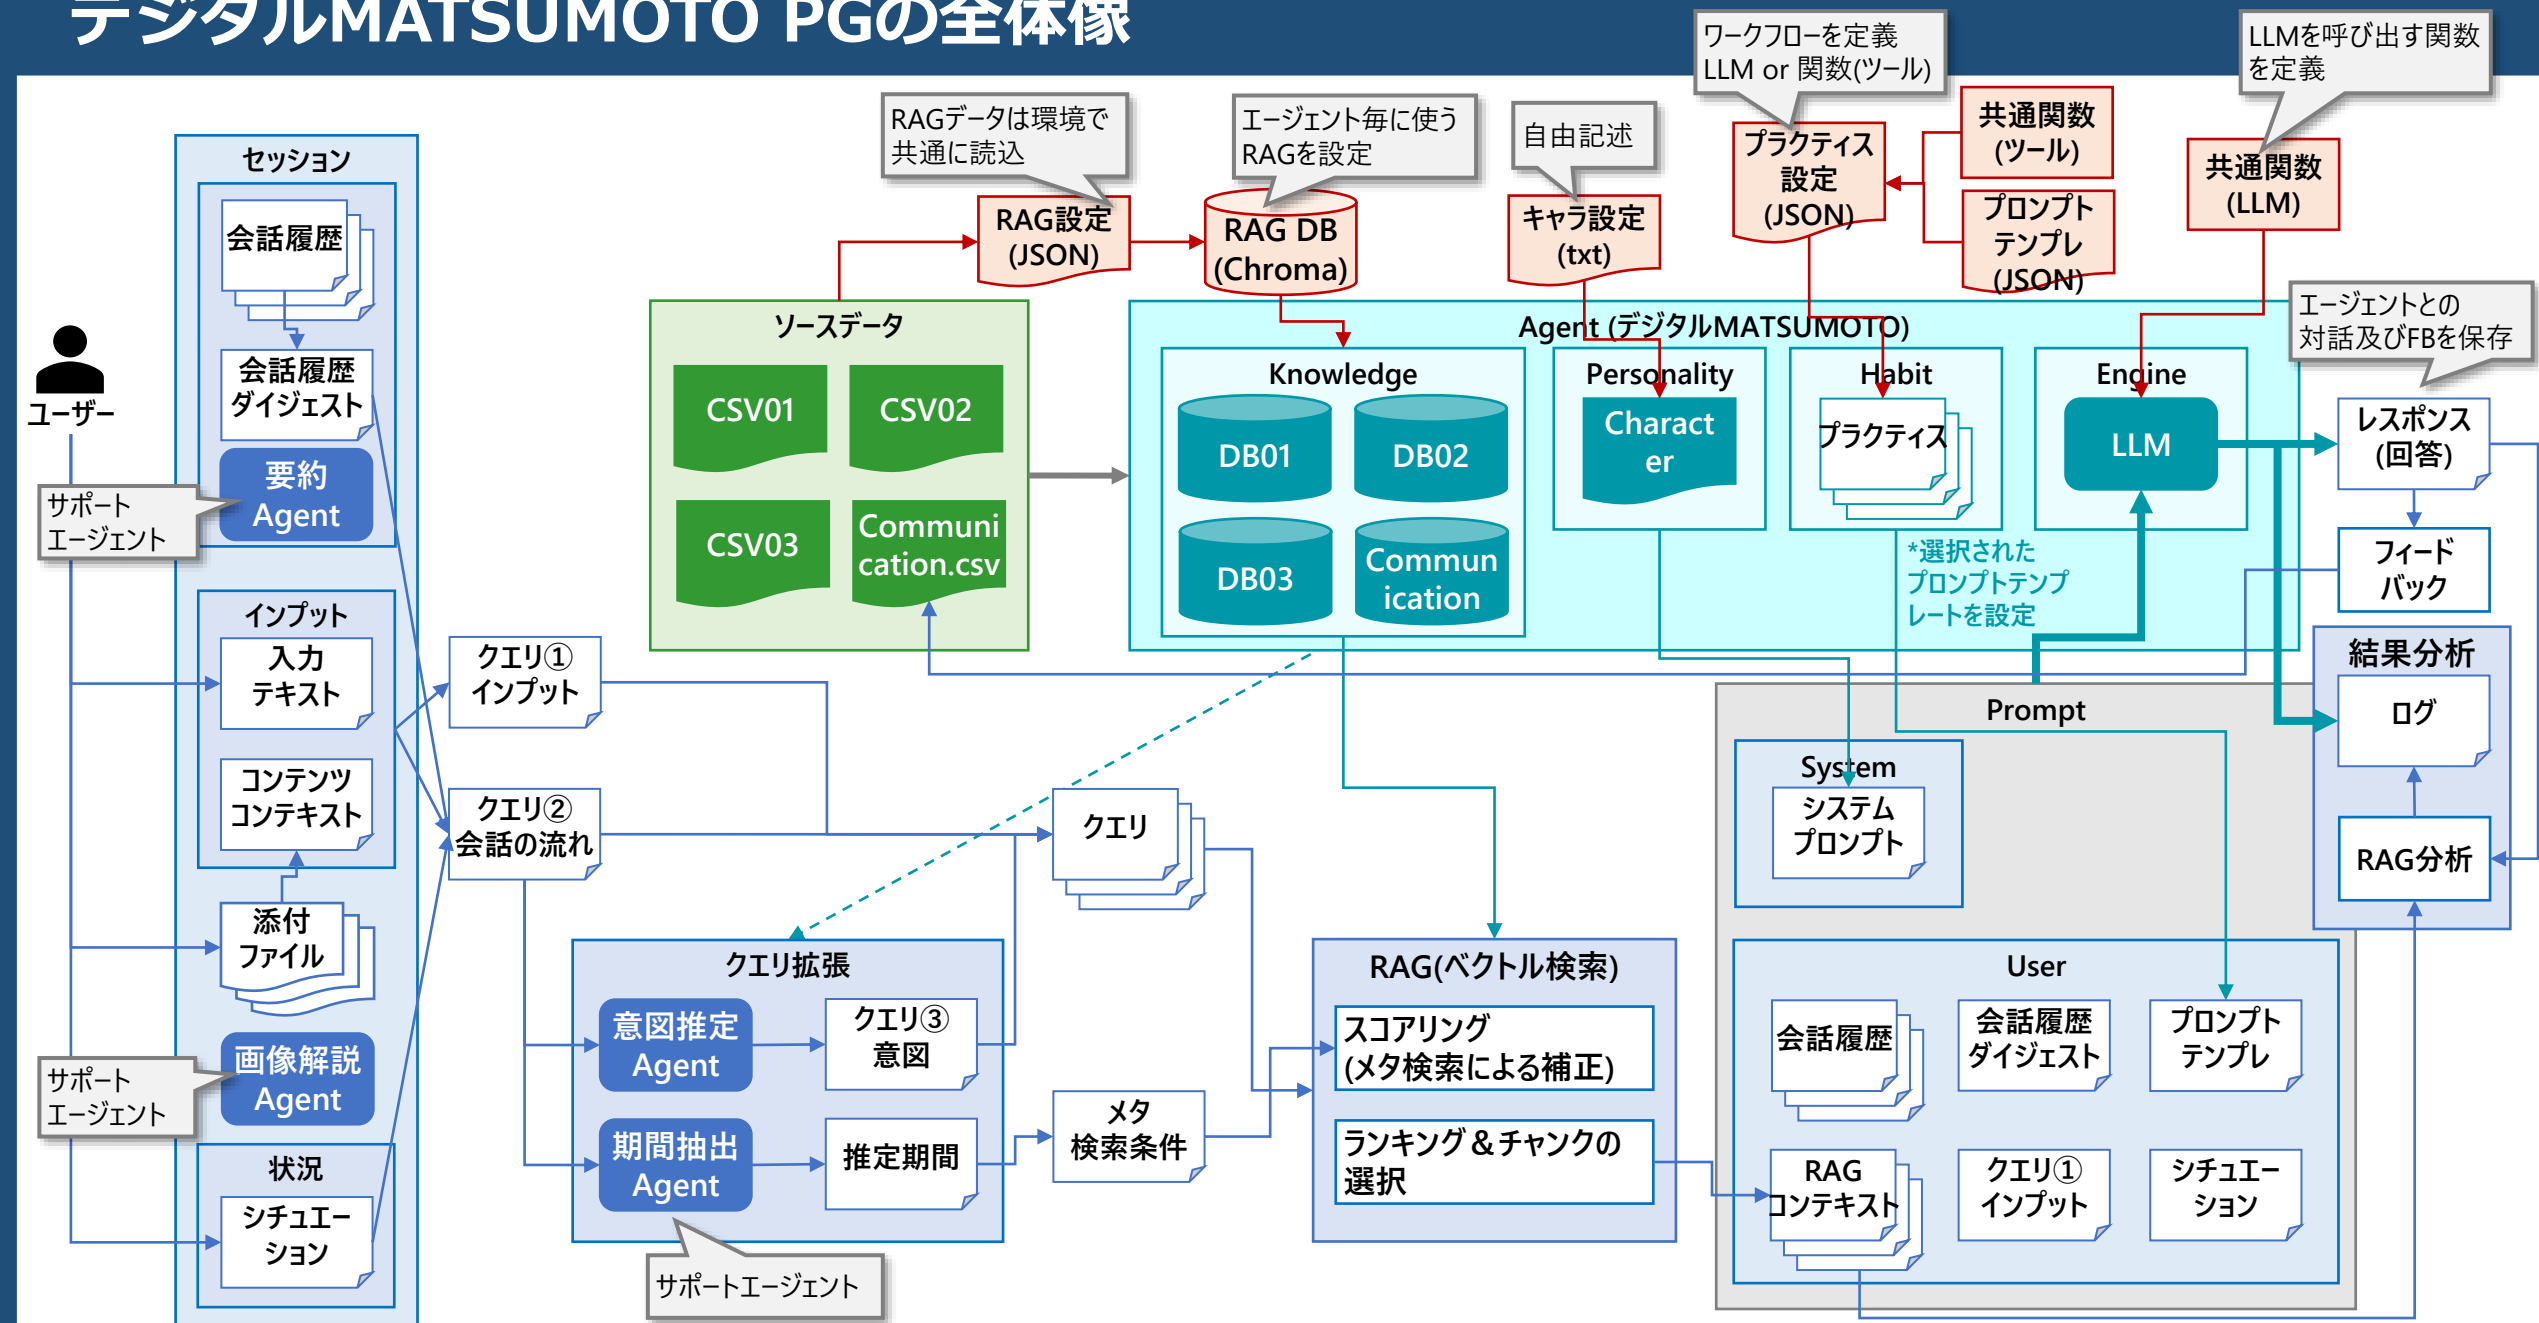 デジタルMATSUMOTO PGの全体像
ワークフローを定義
LLM or 関数(ツール)
LLMを呼び出す関数
を定義
RAGデータは環境で
共通に読込
エージェント毎に使う
RAGを設定
自由記述
プラクティス
設定
(JSON)
共通関数
(ツール)
プロンプト
テンプレ
(JSON)
共通関数
(LLM)
RAG設定
(JSON)
RAG DB
(Chroma)
キャラ設定
(txt)
エージェントとの
対話及びFBを保存
ユーザー
セッション
会話履歴
会話履歴
ダイジェスト
要約
Agent
サポート
エージェント
インプット
入力
テキスト
コンテンツ
コンテキスト
添付
ファイル
画像解説
Agent
サポート
エージェント
状況
シチュエー
ション
クエリ①
インプット
クエリ②
会話の流れ
ソースデータ
CSV01
CSV02
CSV03
Communi
cation.csv
Agent (デジタルMATSUMOTO)
Knowledge
DB01
DB02
DB03
Commun
ication
Personality
Charact
er
Habit
プラクティス
*選択された
プロンプトテンプ
レートを設定
Engine
LLM
レスポンス
(回答)
フィード
バック
結果分析
ログ
RAG分析
クエリ
クエリ拡張
意図推定
Agent
クエリ③
意図
期間抽出
Agent
推定期間
サポートエージェント
メタ
検索条件
RAG(ベクトル検索)
スコアリング
(メタ検索による補正)
ランキング＆チャンクの
選択
Prompt
System
システム
プロンプト
User
会話履歴
会話履歴
ダイジェスト
プロンプト
テンプレ
RAG
コンテキスト
クエリ①
インプット
シチュエー
ション